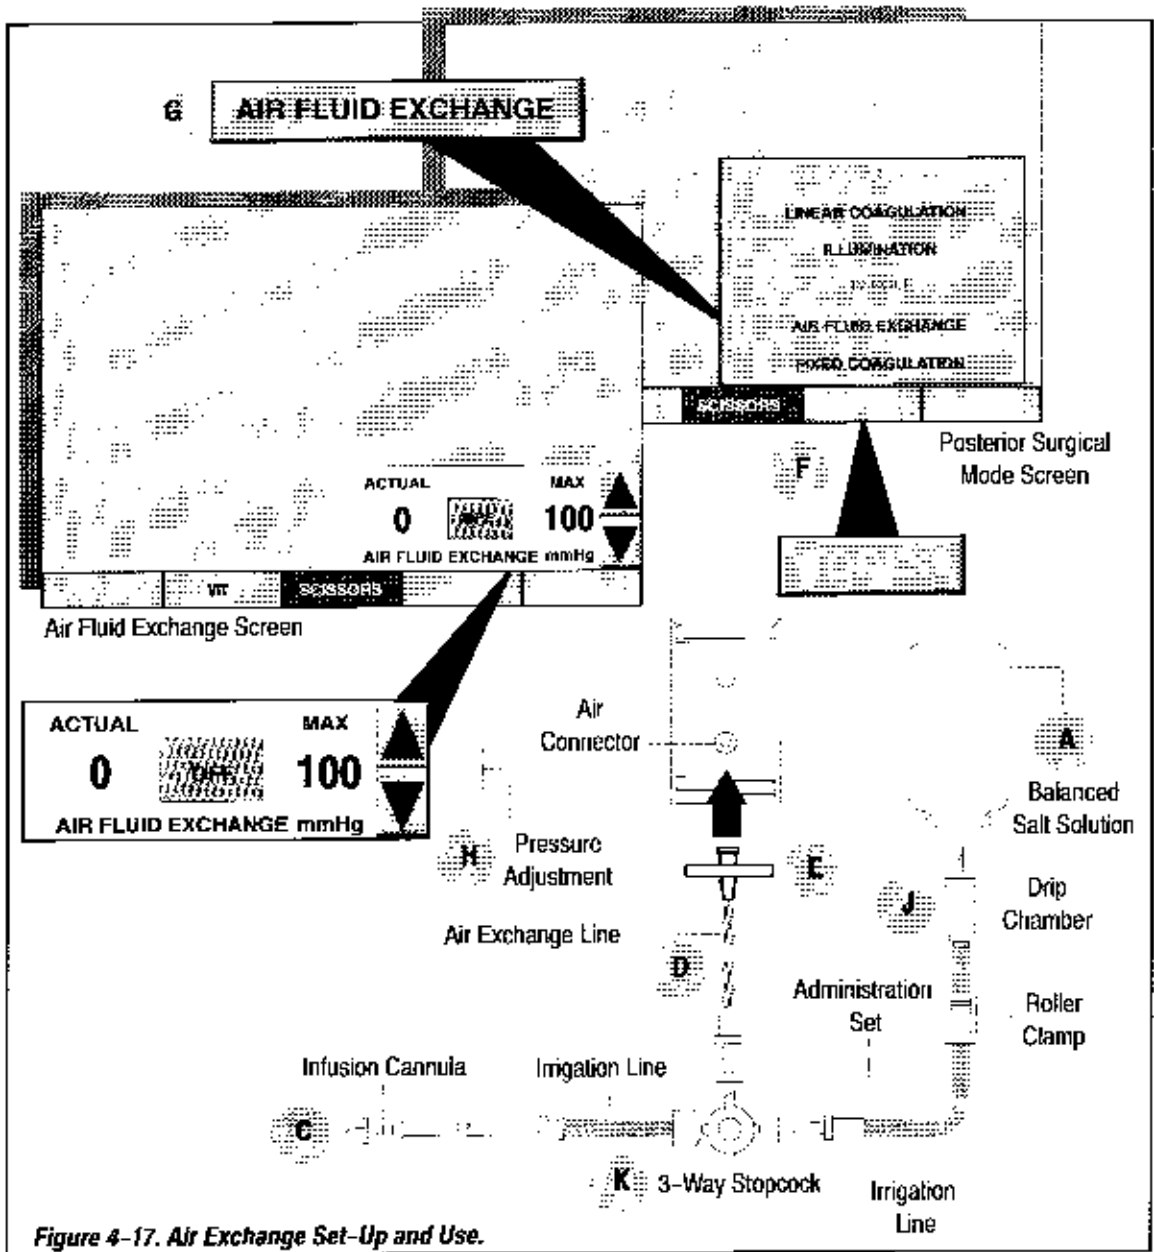 G
AIR FLUID EXCHANGE
LINEAR COAGULATION
ILLUMINATION
AIR FLUID EXCHANGE
FIXED COAGULATION
SCISSORS
Posterior Surgical
Mode Screen
F
ACTUAL
MAX
0
100
AIR FLUID EXCHANGE mmHg
VIT
SCISSORS
Air Fluid Exchange Screen
ACTUAL
MAX
0
OFF
100
AIR FLUID EXCHANGE mmHg
Air
Connector
A
Balanced
Salt Solution
H
Pressure
Adjustment
E
J
Drip
Chamber
Air Exchange Line
D
Administration
Set
Roller
Clamp
Infusion Cannula
Irrigation Line
C
K
3-Way Stopcock
Irrigation
Line
Figure 4-17. Air Exchange Set-Up and Use.